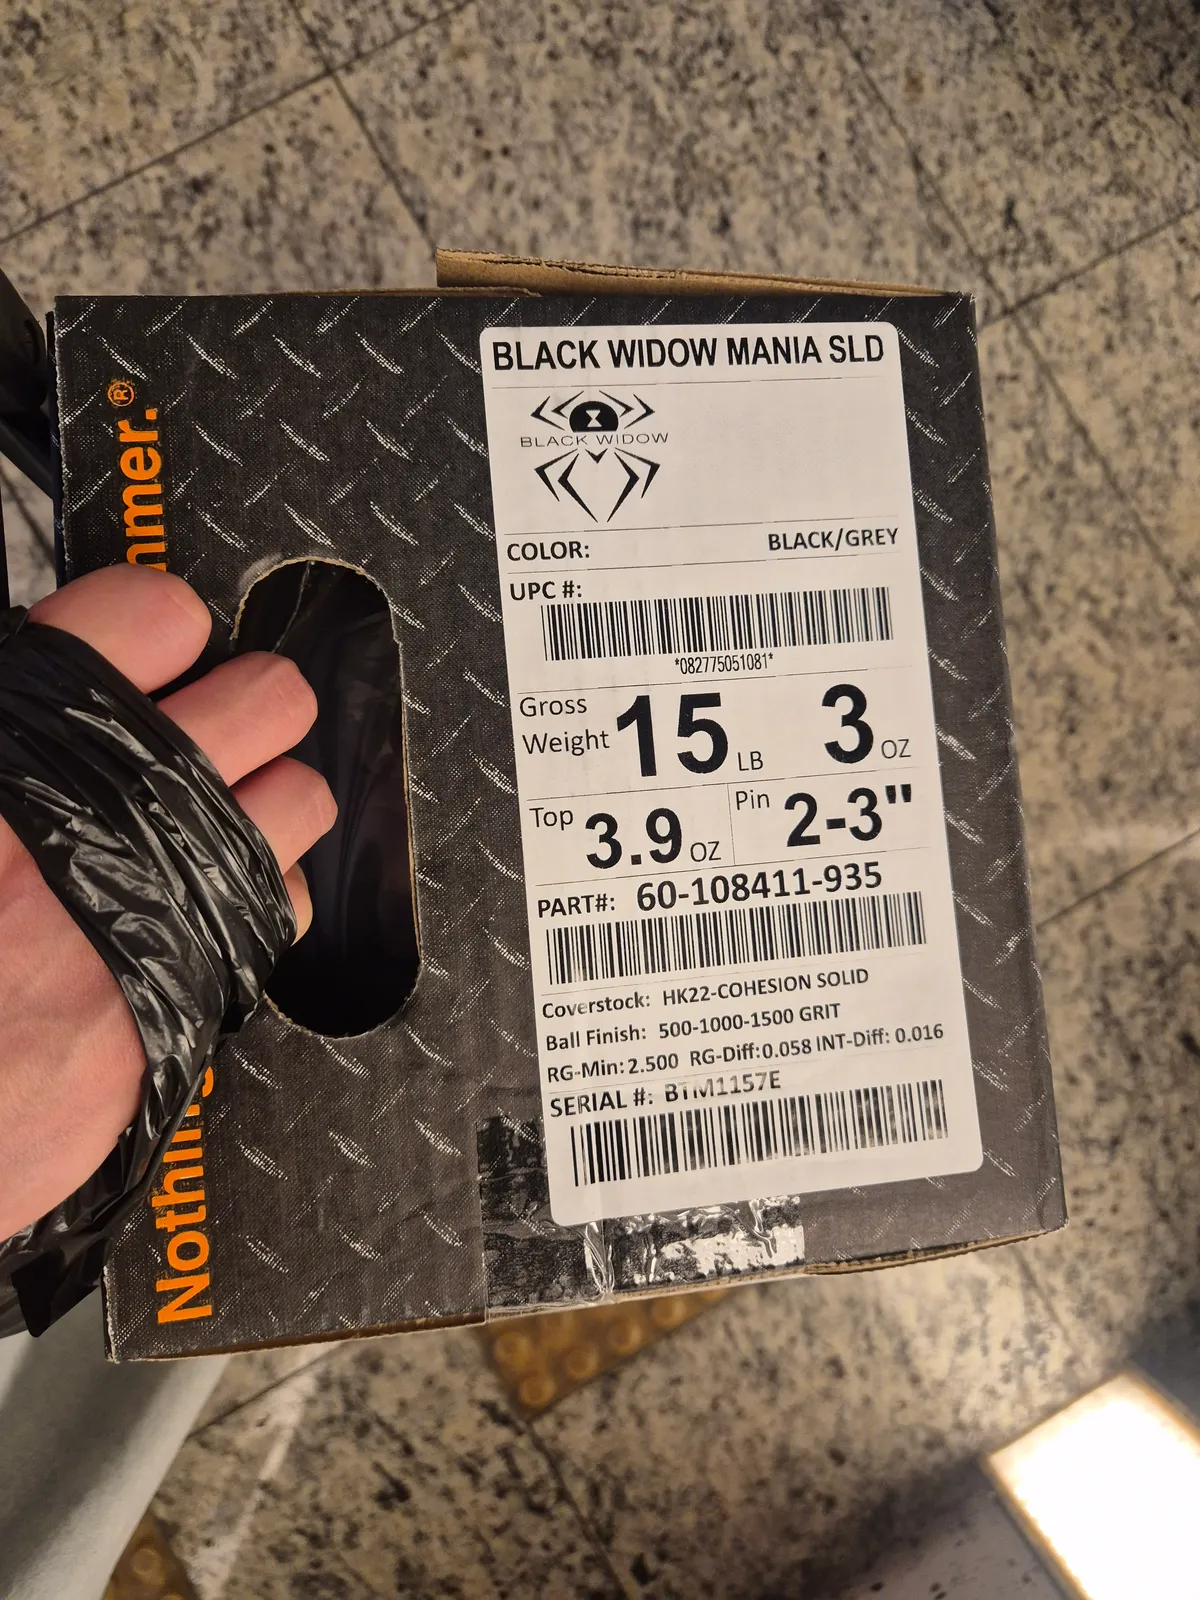 BLACK WIDOW MANIA SLD
BLACK WIDOW
COLOR: BLACK/GREY
UPC #:
*082775051081*
Gross Weight 15 LB 3 OZ
Top 3.9 OZ Pin 2-3"
PART#: 60-108411-935
Coverstock: HK22-COHESION SOLID
Ball Finish: 500-1000-1500 GRIT
RG-Min: 2.500 RG-Diff: 0.058 INT-Diff: 0.016
SERIAL #: BTM1157E
Nothing mmer.®